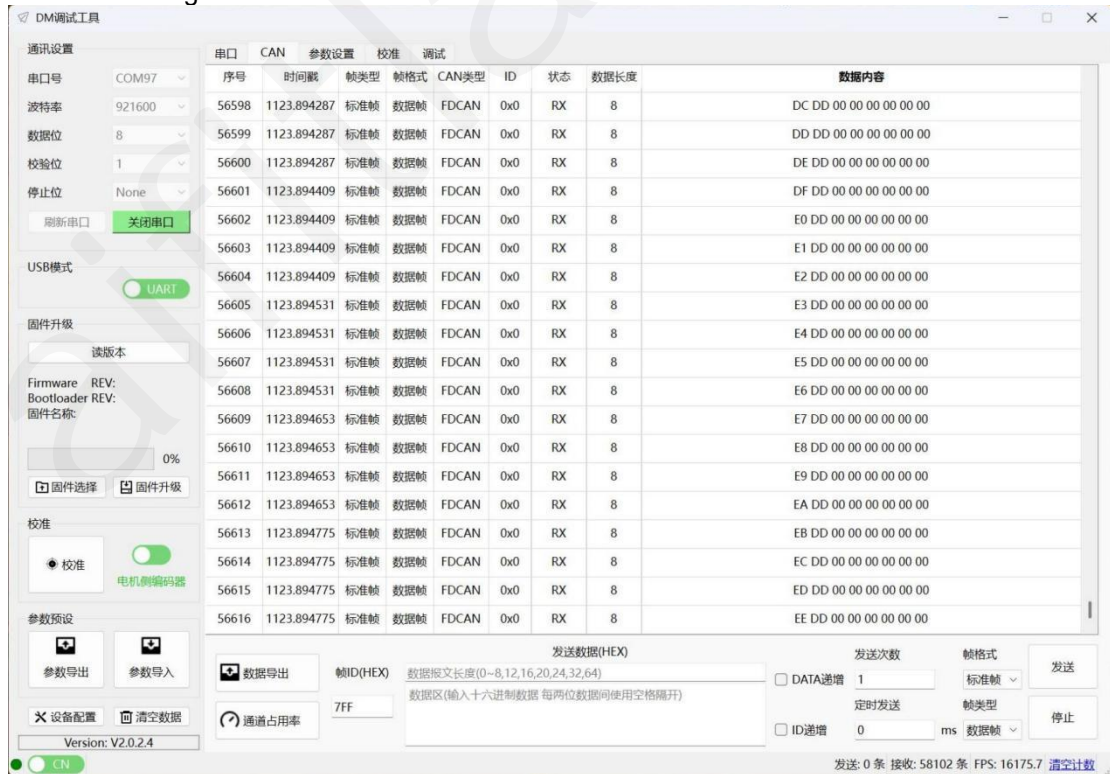 DM调试工具
通讯设置
串口号 COM97
波特率 921600
数据位 8
校验位 1
停止位 None
刷新串口 关闭串口
USB模式
UART
固件升级
读版本
Firmware REV:
Bootloader REV:
固件名称:
0%
固件选择 固件升级
校准
校准
电机侧编码器
参数预设
参数导出 参数导入
设备配置 清空数据
Version: V2.0.2.4
CN
串口 CAN 参数设置 校准 调试
序号 时间戳 帧类型 帧格式 CAN类型 ID 状态 数据长度 数据内容
56598 1123.894287 标准帧 数据帧 FDCAN 0x0 RX 8 DC DD 00 00 00 00 00 00
56599 1123.894287 标准帧 数据帧 FDCAN 0x0 RX 8 DD DD 00 00 00 00 00 00
56600 1123.894287 标准帧 数据帧 FDCAN 0x0 RX 8 DE DD 00 00 00 00 00 00
56601 1123.894409 标准帧 数据帧 FDCAN 0x0 RX 8 DF DD 00 00 00 00 00 00
56602 1123.894409 标准帧 数据帧 FDCAN 0x0 RX 8 E0 DD 00 00 00 00 00 00
56603 1123.894409 标准帧 数据帧 FDCAN 0x0 RX 8 E1 DD 00 00 00 00 00 00
56604 1123.894409 标准帧 数据帧 FDCAN 0x0 RX 8 E2 DD 00 00 00 00 00 00
56605 1123.894531 标准帧 数据帧 FDCAN 0x0 RX 8 E3 DD 00 00 00 00 00 00
56606 1123.894531 标准帧 数据帧 FDCAN 0x0 RX 8 E4 DD 00 00 00 00 00 00
56607 1123.894531 标准帧 数据帧 FDCAN 0x0 RX 8 E5 DD 00 00 00 00 00 00
56608 1123.894531 标准帧 数据帧 FDCAN 0x0 RX 8 E6 DD 00 00 00 00 00 00
56609 1123.894653 标准帧 数据帧 FDCAN 0x0 RX 8 E7 DD 00 00 00 00 00 00
56610 1123.894653 标准帧 数据帧 FDCAN 0x0 RX 8 E8 DD 00 00 00 00 00 00
56611 1123.894653 标准帧 数据帧 FDCAN 0x0 RX 8 E9 DD 00 00 00 00 00 00
56612 1123.894653 标准帧 数据帧 FDCAN 0x0 RX 8 EA DD 00 00 00 00 00 00
56613 1123.894775 标准帧 数据帧 FDCAN 0x0 RX 8 EB DD 00 00 00 00 00 00
56614 1123.894775 标准帧 数据帧 FDCAN 0x0 RX 8 EC DD 00 00 00 00 00 00
56615 1123.894775 标准帧 数据帧 FDCAN 0x0 RX 8 ED DD 00 00 00 00 00 00
56616 1123.894775 标准帧 数据帧 FDCAN 0x0 RX 8 EE DD 00 00 00 00 00 00
发送数据(HEX) 发送次数 帧格式
数据导出 帧ID(HEX) 数据报文长度(0~8,12,16,20,24,32,64) DATA递增 1 标准帧 发送
数据区(输入十六进制数据 每两位数据间使用空格隔开)
7FF 定时发送 帧类型
通道占用率 ID递增 0 ms 数据帧 停止
发送: 0 条 接收: 58102 条 FPS: 16175.7 清空计数